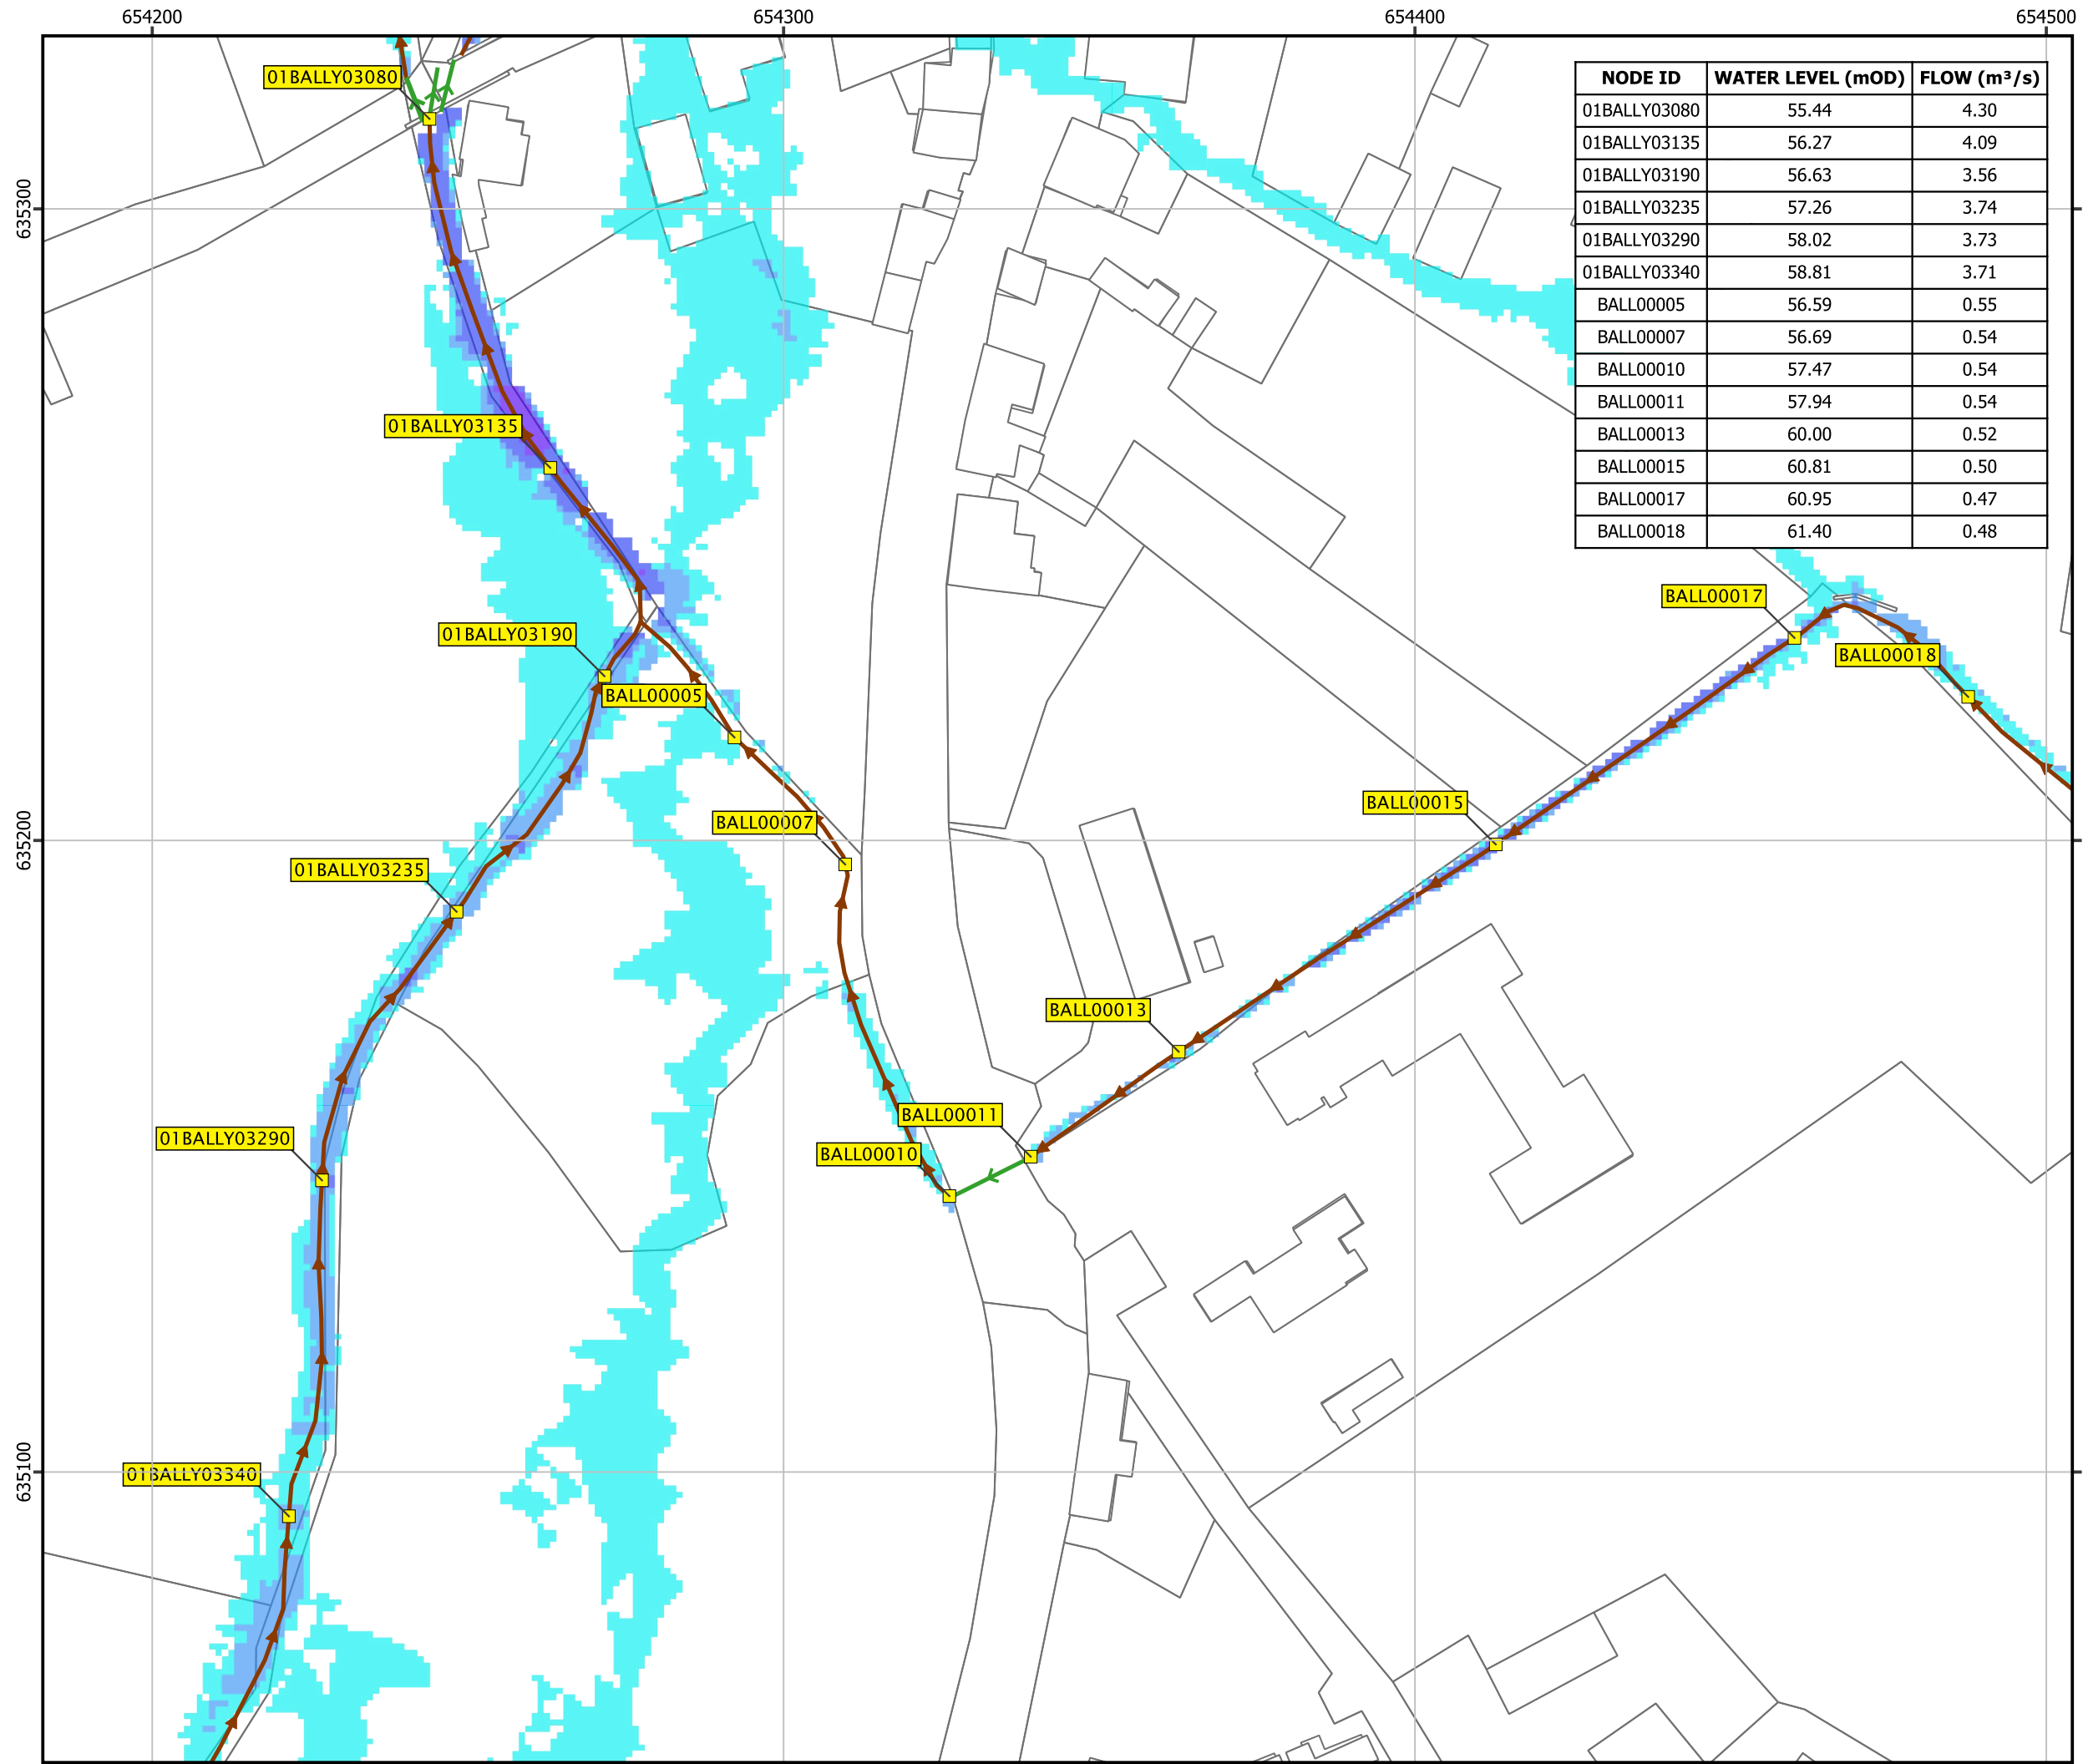 654200 654300 654400 654500
635300
635200
635100
NODE ID WATER LEVEL (mOD) FLOW (m³/s)
01BALLY03080 55.44 4.30
01BALLY03135 56.27 4.09
01BALLY03190 56.63 3.56
01BALLY03235 57.26 3.74
01BALLY03290 58.02 3.73
01BALLY03340 58.81 3.71
BALL00005 56.59 0.55
BALL00007 56.69 0.54
BALL00010 57.47 0.54
BALL00011 57.94 0.54
BALL00013 60.00 0.52
BALL00015 60.81 0.50
BALL00017 60.95 0.47
BALL00018 61.40 0.48
01BALLY03080
01BALLY03135
BALL00017
01BALLY03190
BALL00018
BALL00005
BALL00015
BALL00007
01BALLY03235
BALL00013
BALL00011
01BALLY03290
BALL00010
01BALLY03340